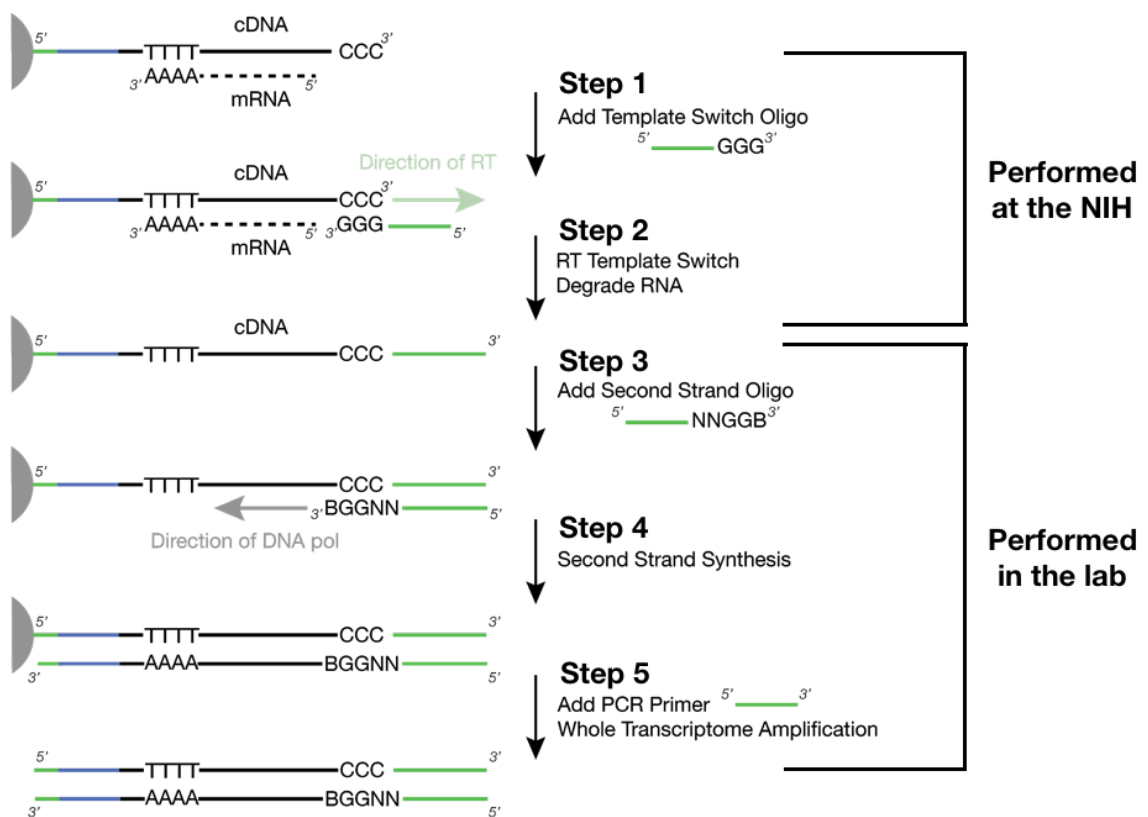 5' cDNA 3'
TTTT CCC
3' AAAA 5'
mRNA
Step 1
Add Template Switch Oligo
5' GGG 3'
Performed
at the NIH
Direction of RT
5' cDNA 3'
TTTT CCC
3' AAAA 5' 3' GGG 5'
mRNA
Step 2
RT Template Switch
Degrade RNA
5' cDNA 3'
TTTT CCC
Step 3
Add Second Strand Oligo
5' NNGGB 3'
5' 3'
TTTT CCC
3' BGGNN 5'
Direction of DNA pol
Step 4
Second Strand Synthesis
Performed
in the lab
5' 3'
TTTT CCC
3' AAAA BGGNN 5'
Step 5
Add PCR Primer 5' 3'
Whole Transcriptome Amplification
5' 3'
TTTT CCC
3' AAAA BGGNN 5'